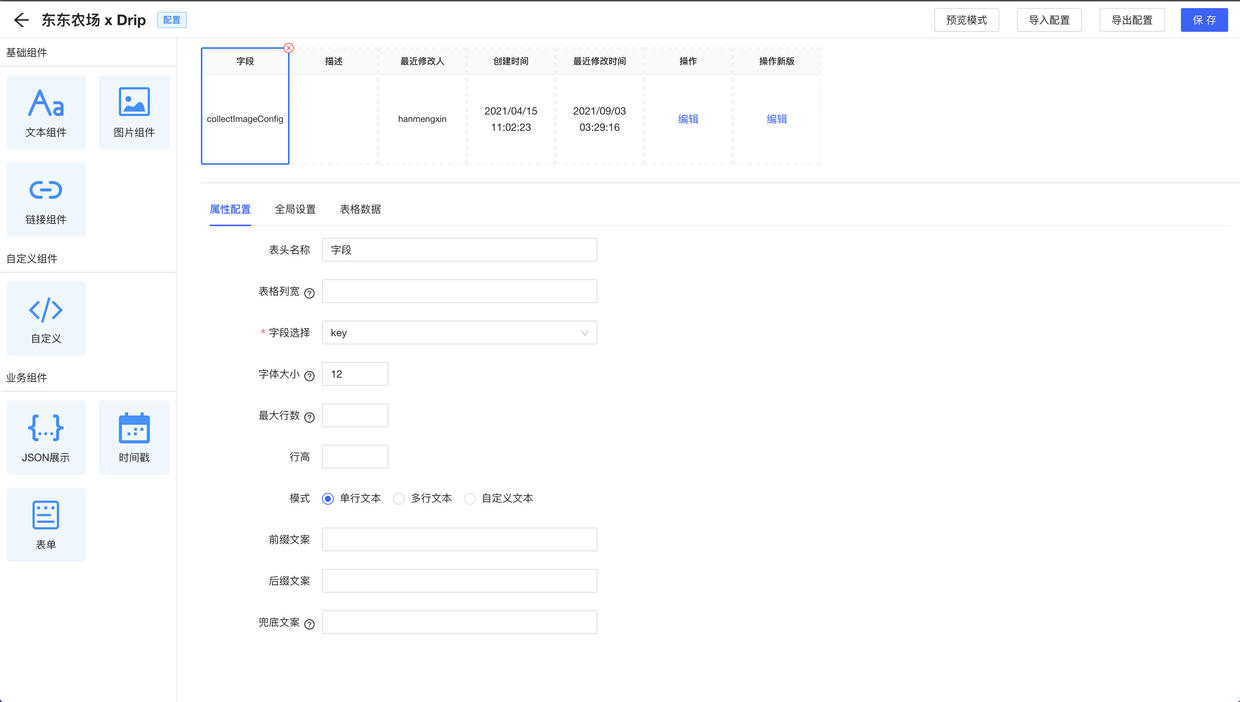 东东农场 x Drip 配置 预览模式 导入配置 导出配置 保 存
基础组件
文本组件 图片组件
链接组件
自定义组件
自定义
业务组件
JSON展示 时间戳
表单
字段 描述 最近修改人 创建时间 最近修改时间 操作 操作新版
collectImageConfig hanmengxin 2021/04/15 11:02:23 2021/09/03 03:29:16 编辑 编辑
属性配置 全局设置 表格数据
表头名称 字段
表格列宽
* 字段选择 key
字体大小 12
最大行数
行高
模式 单行文本 多行文本 自定义文本
前缀文案
后缀文案
兜底文案